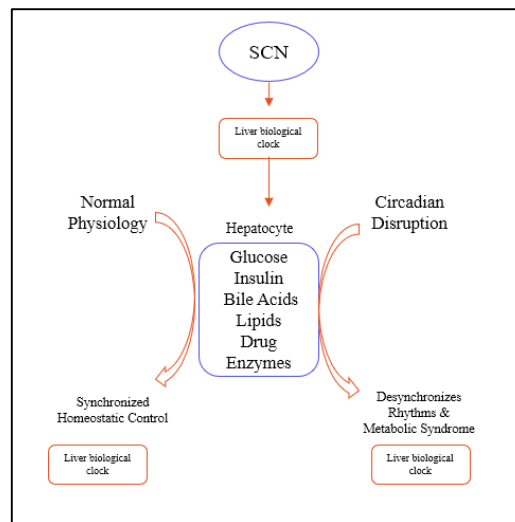 SCN
Liver biological
clock
Normal
Physiology
Circadian
Disruption
Hepatocyte
Glucose
Insulin
Bile Acids
Lipids
Drug
Enzymes
Synchronized
Homeostatic Control
Desynchronizes
Rhythms &
Metabolic Syndrome
Liver biological
clock
Liver biological
clock